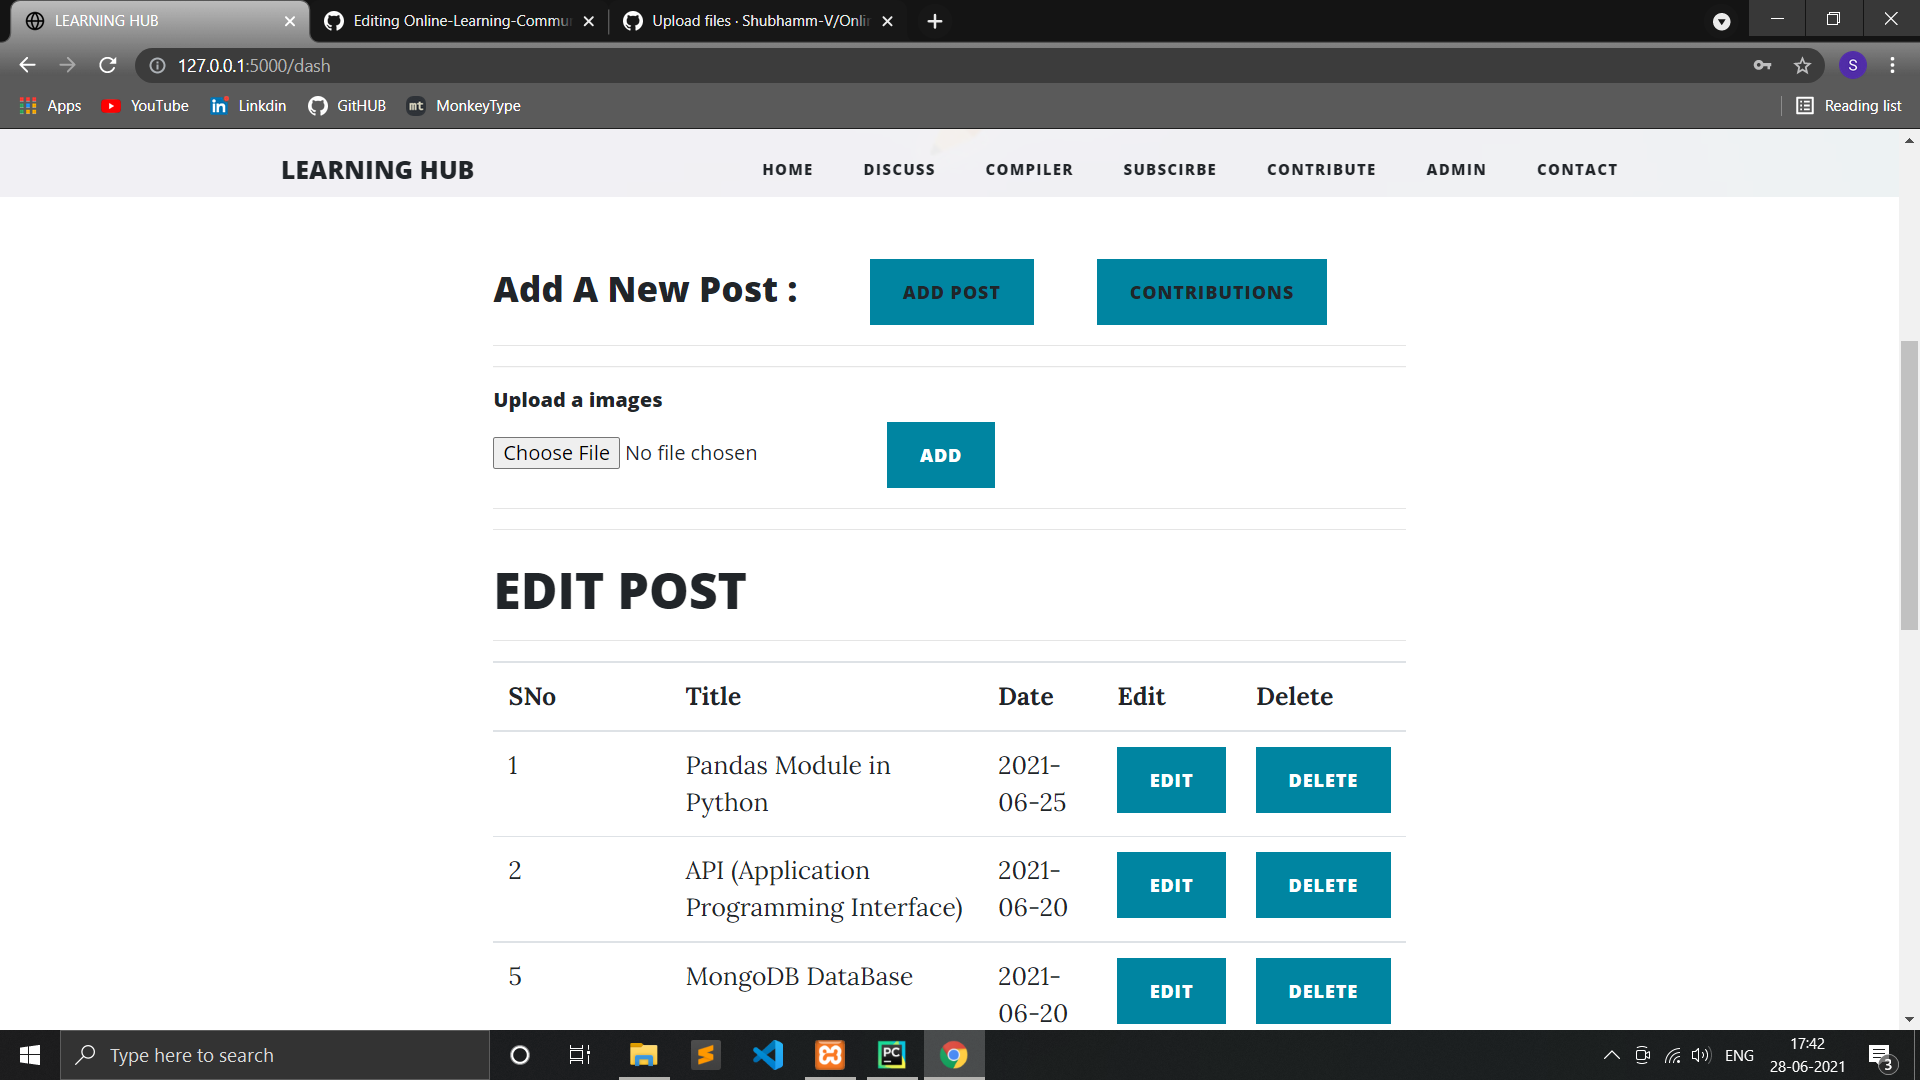 LEARNING HUB
Editing Online-Learning-Commu
Upload files · Shubhamm-V/Onli
127.0.0.1:5000/dash
S
Apps
YouTube
Linkdin
GitHUB
mt MonkeyType
Reading list
LEARNING HUB
HOME DISCUSS COMPILER SUBSCIRBE CONTRIBUTE ADMIN CONTACT
Add A New Post : ADD POST CONTRIBUTIONS
Upload a images
Choose File No file chosen ADD
EDIT POST
SNo Title Date Edit Delete
1 Pandas Module in 2021- EDIT DELETE
Python 06-25
2 API (Application 2021- EDIT DELETE
Programming Interface) 06-20
5 MongoDB DataBase 2021- EDIT DELETE
06-20
Type here to search
PC
ENG
17:42
28-06-2021
3